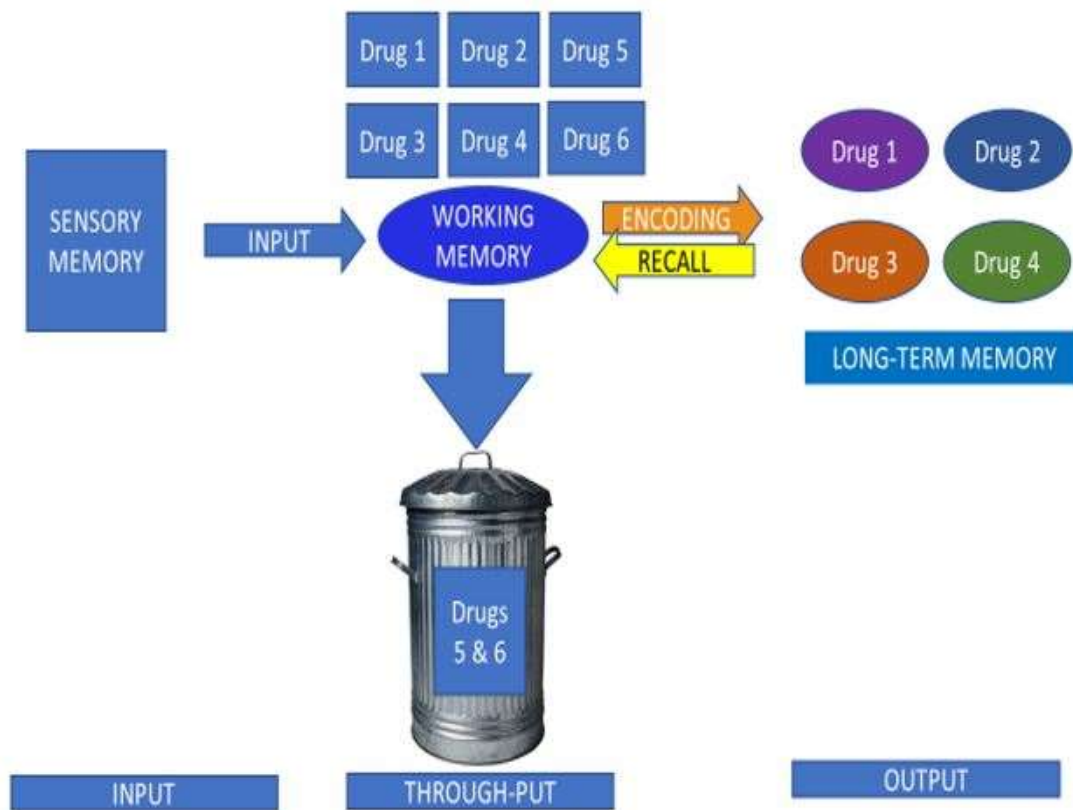 Drug 1
Drug 2
Drug 5
Drug 3
Drug 4
Drug 6
SENSORY
MEMORY
INPUT
WORKING
MEMORY
ENCODING
RECALL
Drug 1
Drug 2
Drug 3
Drug 4
LONG-TERM MEMORY
Drugs
5 & 6
INPUT
THROUGH-PUT
OUTPUT